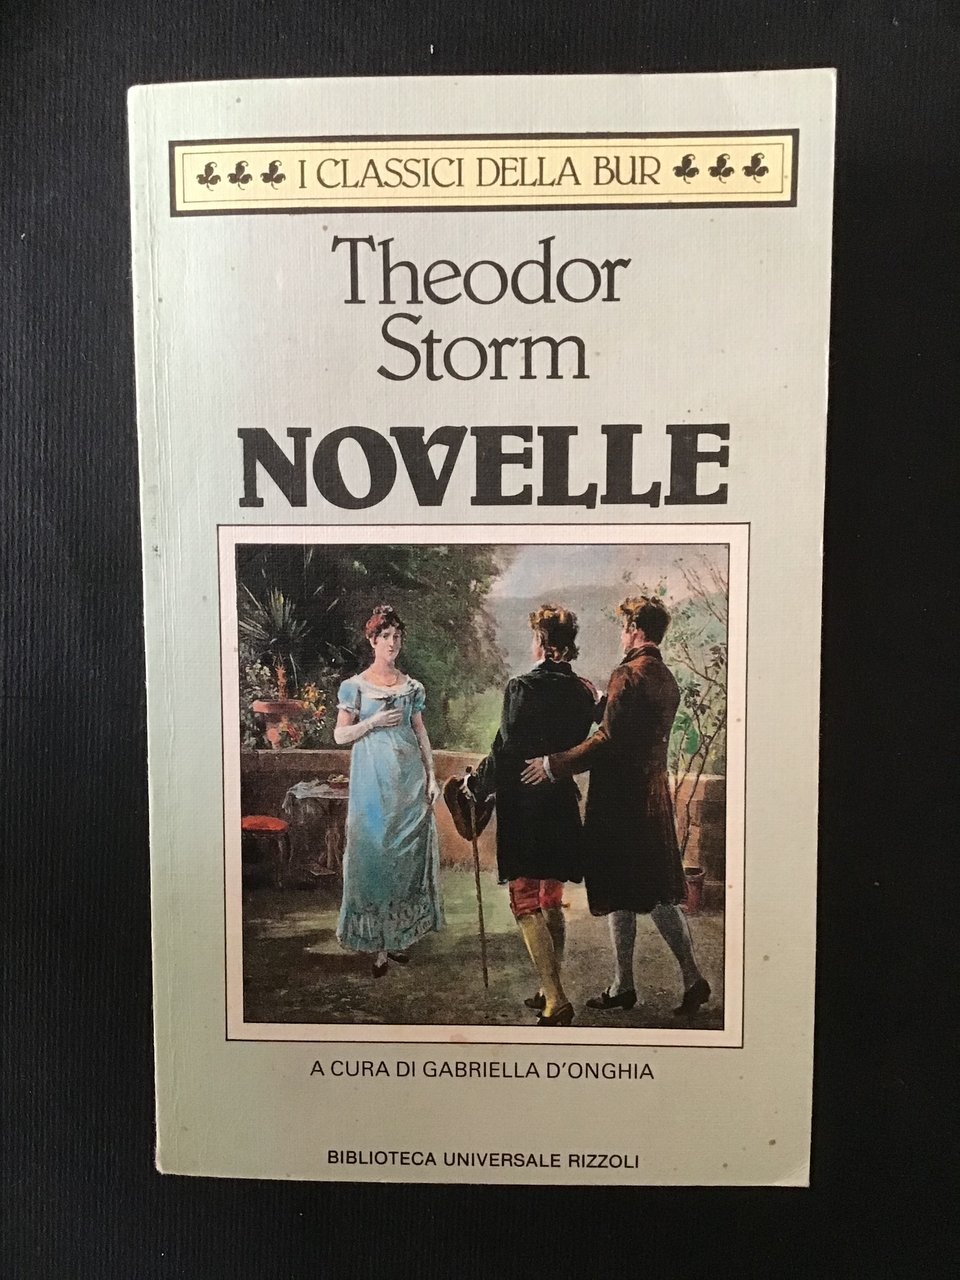 I CLASSICI DELLA BUR
Theodor
Storm
NOVELLE
A CURA DI GABRIELLA D'ONGHIA
BIBLIOTECA UNIVERSALE RIZZOLI